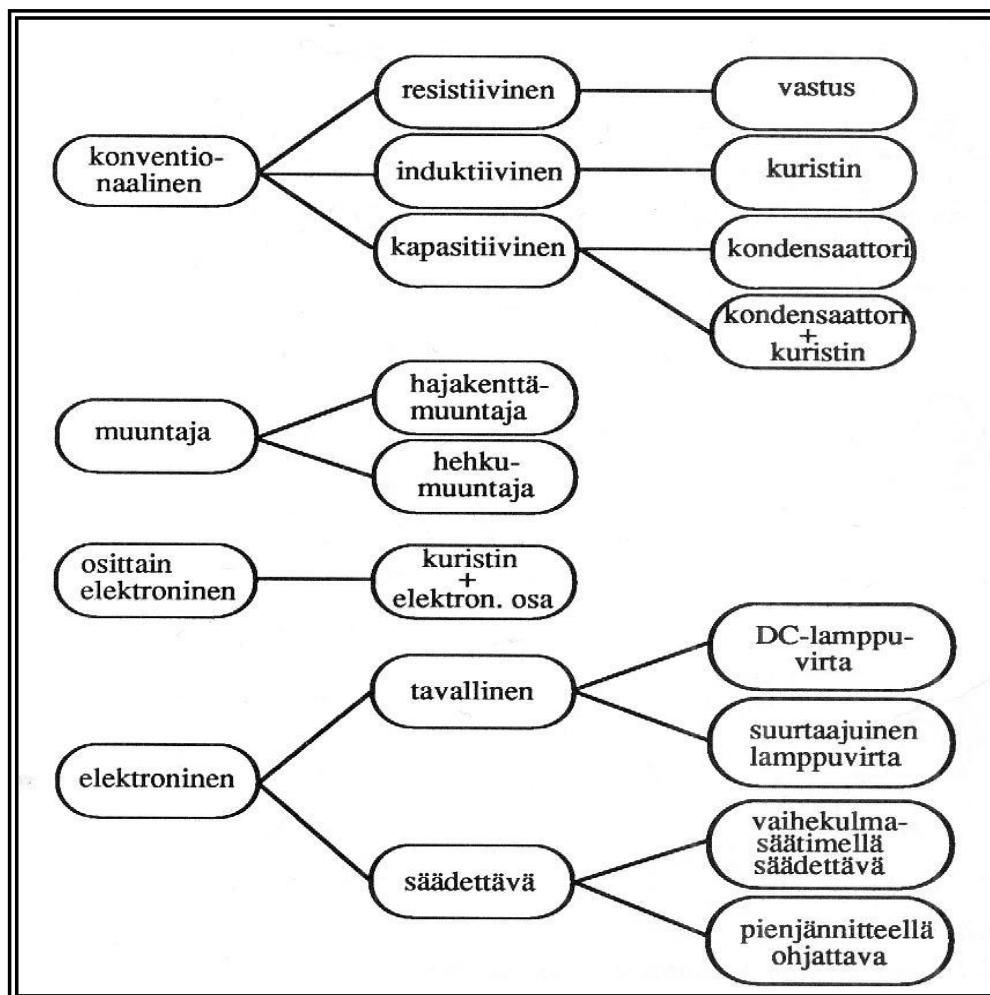 konventio-
naalinen
resistiivinen
vastus
induktiivinen
kuristin
kapasitiivinen
kondensaattori
kondensaattori
+
kuristin
muuntaja
hajakenttä-
muuntaja
hehku-
muuntaja
osittain
elektroninen
kuristin
+
elektron. osa
elektroninen
tavallinen
DC-lamppu-
virta
suurtaajuinen
lamppuvirta
säädettävä
vaihekulma-
säätimellä
säädettävä
pienjännitteellä
ohjattava